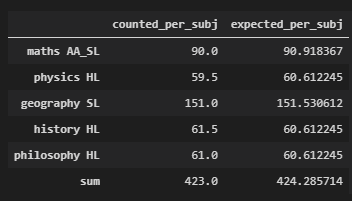 counted_per_subj expected_per_subj
maths AA_SL 90.0 90.918367
physics HL 59.5 60.612245
geography SL 151.0 151.530612
history HL 61.5 60.612245
philosophy HL 61.0 60.612245
sum 423.0 424.285714